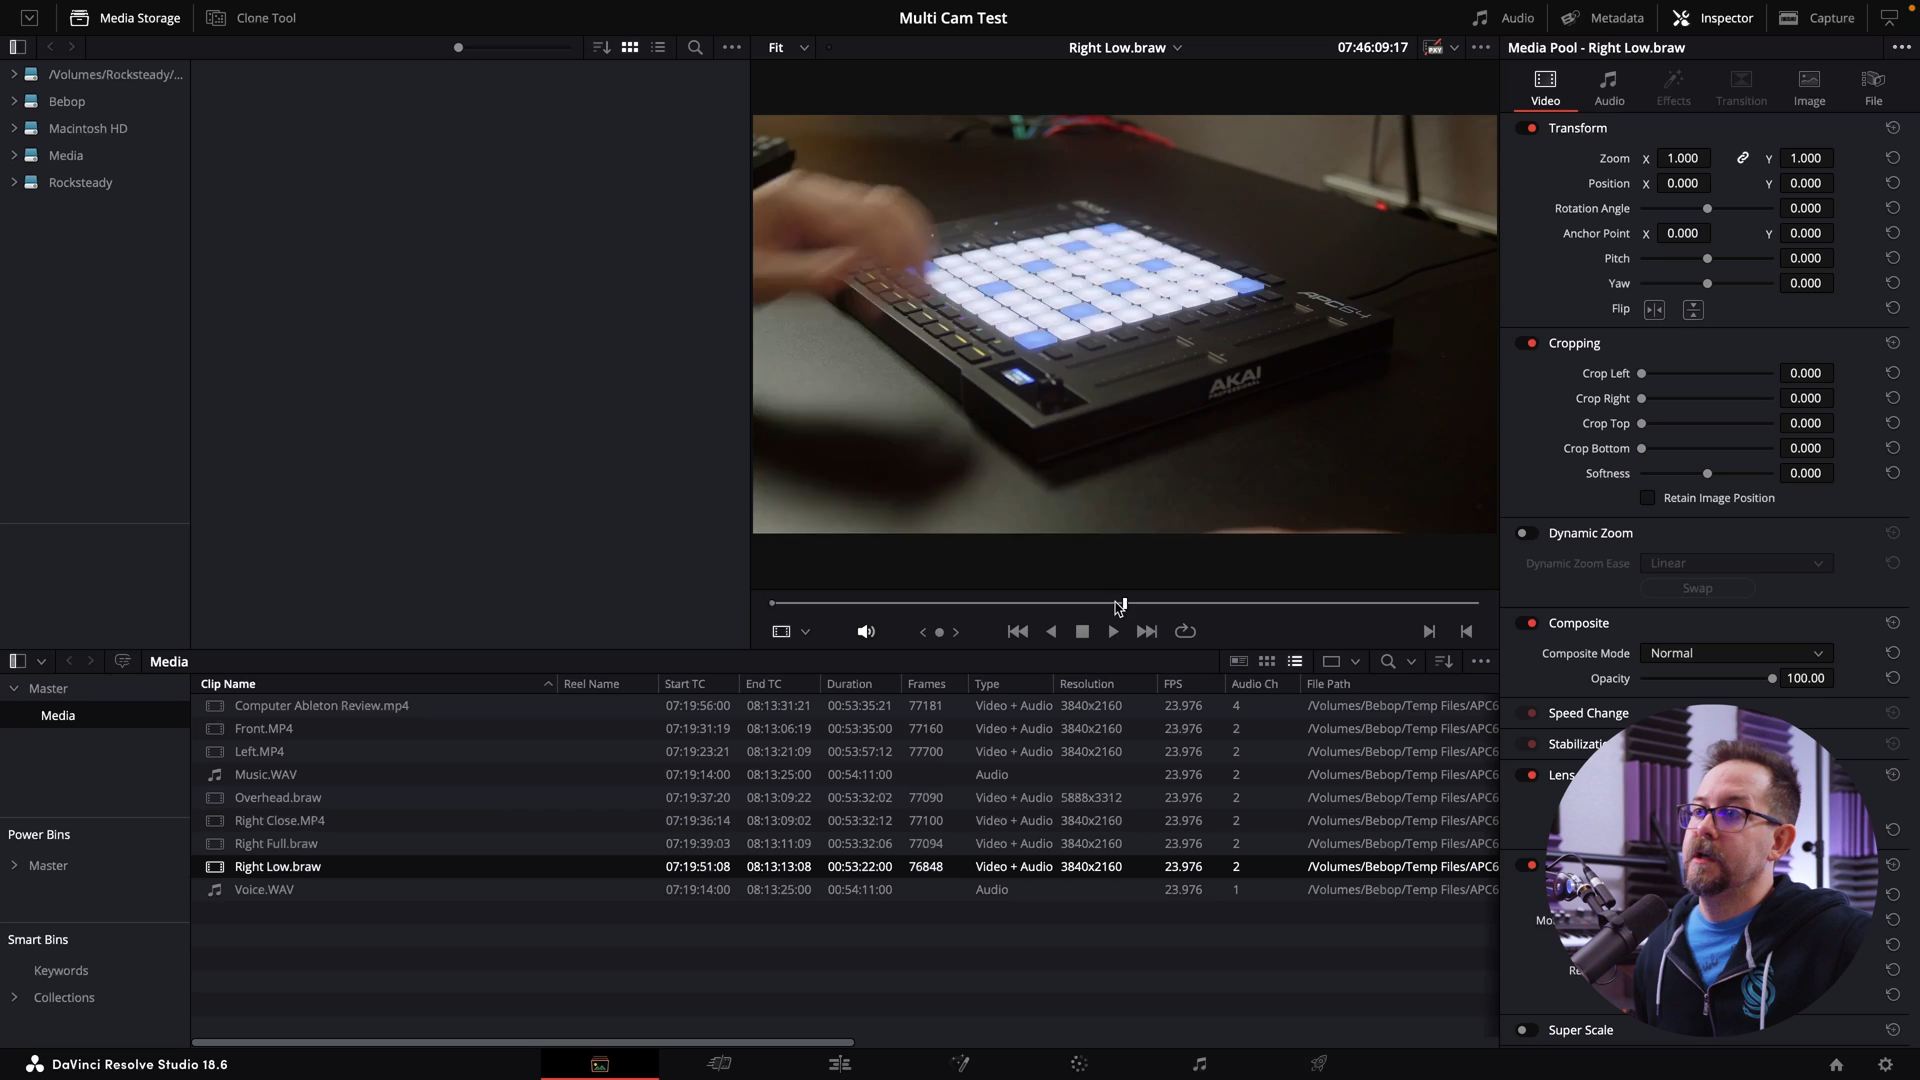 Media Storage
Clone Tool
Multi Cam Test
Audio
Metadata
Inspector
Capture
Fit
Right Low.braw
07:46:09:17
Media Pool - Right Low.braw
/Volumes/Rocksteady/...
Bebop
Macintosh HD
Media
Rocksteady
Video
Audio
Effects
Transition
Image
File
Transform
Zoom X 1.000 Y 1.000
Position X 0.000 Y 0.000
Rotation Angle 0.000
Anchor Point X 0.000 Y 0.000
Pitch 0.000
Yaw 0.000
Flip
Cropping
Crop Left 0.000
Crop Right 0.000
Crop Top 0.000
Crop Bottom 0.000
Softness 0.000
Retain Image Position
Dynamic Zoom
Dynamic Zoom Ease Linear
Swap
Composite
Composite Mode Normal
Opacity 100.00
Speed Change
Stabilizati
Lens
Mo
Re
Super Scale
AKAI
APC64
AKAI
PROFESSIONAL
Media
Master
Media
Power Bins
Master
Smart Bins
Keywords
Collections
Clip Name Reel Name Start TC End TC Duration Frames Type Resolution FPS Audio Ch File Path
Computer Ableton Review.mp4 07:19:56:00 08:13:31:21 00:53:35:21 77181 Video + Audio 3840x2160 23.976 4 /Volumes/Bebop/Temp Files/APC6
Front.MP4 07:19:31:19 08:13:06:19 00:53:35:00 77160 Video + Audio 3840x2160 23.976 2 /Volumes/Bebop/Temp Files/APC6
Left.MP4 07:19:23:21 08:13:21:09 00:53:57:12 77700 Video + Audio 3840x2160 23.976 2 /Volumes/Bebop/Temp Files/APC6
Music.WAV 07:19:14:00 08:13:25:00 00:54:11:00 Audio 23.976 2 /Volumes/Bebop/Temp Files/APC6
Overhead.braw 07:19:37:20 08:13:09:22 00:53:32:02 77090 Video + Audio 5888x3312 23.976 2 /Volumes/Bebop/Temp Files/APC6
Right Close.MP4 07:19:36:14 08:13:09:02 00:53:32:12 77100 Video + Audio 3840x2160 23.976 2 /Volumes/Bebop/Temp Files/APC6
Right Full.braw 07:19:39:03 08:13:11:09 00:53:32:06 77094 Video + Audio 3840x2160 23.976 2 /Volumes/Bebop/Temp Files/APC6
Right Low.braw 07:19:51:08 08:13:13:08 00:53:22:00 76848 Video + Audio 3840x2160 23.976 2 /Volumes/Bebop/Temp Files/APC6
Voice.WAV 07:19:14:00 08:13:25:00 00:54:11:00 Audio 23.976 1 /Volumes/Bebop/Temp Files/APC6
DaVinci Resolve Studio 18.6